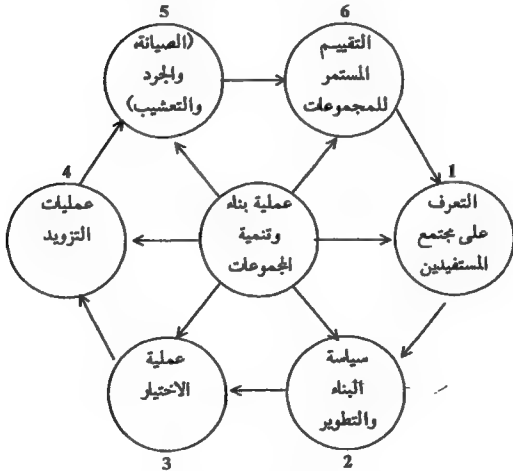 5
(الصيانة،
والجرد
والتعشيب)
6
التقييم
المستمر
للمجموعات
1
التعرف
على مجتمع
المستفيدين
4
عمليات
التزويد
عملية بناء
وتنمية
المجموعات
عملية
الاختيار
3
سياسة
البناء
والتطوير
2